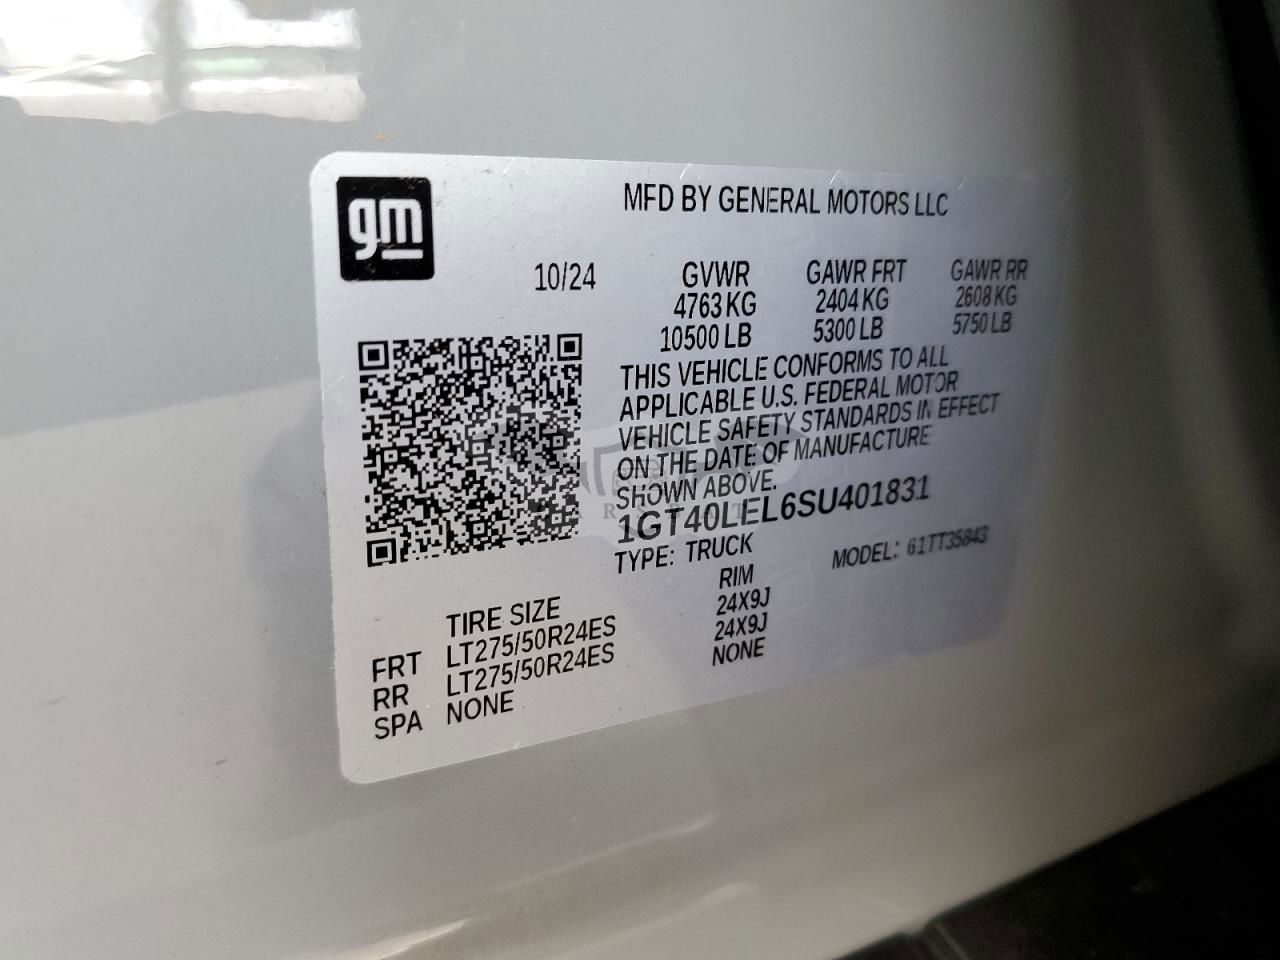 gm
MFD BY GENERAL MOTORS LLC
10/24 GVWR GAWR FRT GAWR RR
4763 KG 2404 KG 2608 KG
10500 LB 5300 LB 5750 LB
THIS VEHICLE CONFORMS TO ALL
APPLICABLE U.S. FEDERAL MOTOR
VEHICLE SAFETY STANDARDS IN EFFECT
ON THE DATE OF MANUFACTURE
SHOWN ABOVE.
1GT40LEL6SU401831
TYPE: TRUCK MODEL: 61TT35843
TIRE SIZE RIM
FRT LT275/50R24ES 24X9J
RR LT275/50R24ES 24X9J
SPA NONE NONE